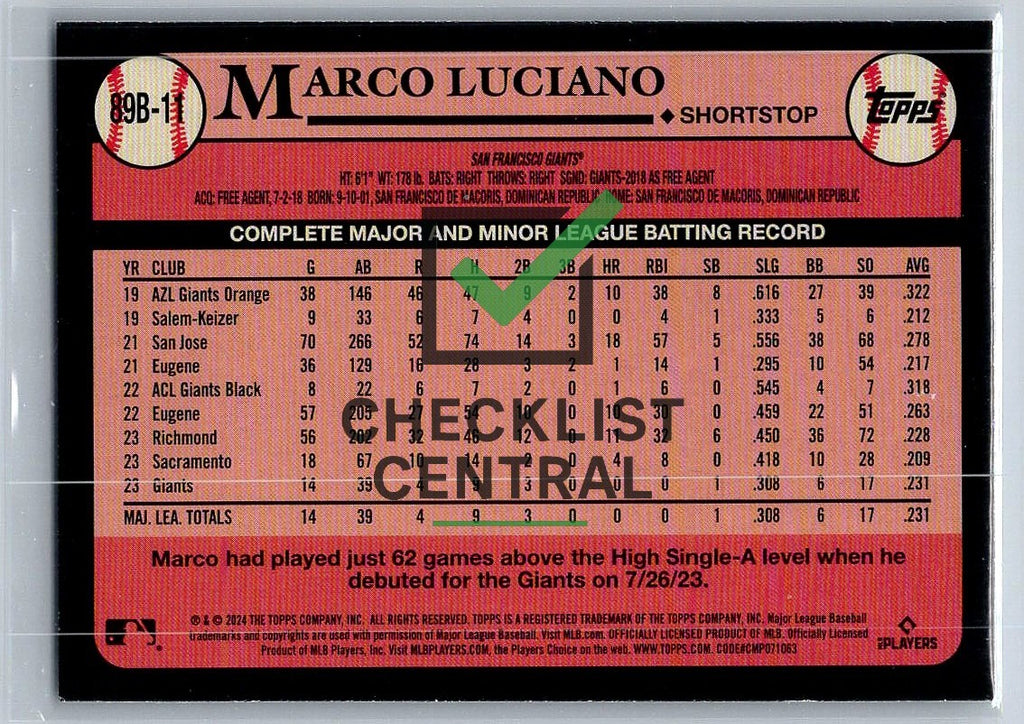 89B-11
MARCO LUCIANO
◆ SHORTSTOP
topps
SAN FRANCISCO GIANTS®
HT: 6'1" WT: 178 lb. BATS: RIGHT THROWS: RIGHT SGND: GIANTS-2018 AS FREE AGENT
ACQ: FREE AGENT, 7-2-18 BORN: 9-10-01, SAN FRANCISCO DE MACORIS, DOMINICAN REPUBLIC HOME: SAN FRANCISCO DE MACORIS, DOMINICAN REPUBLIC
COMPLETE MAJOR AND MINOR LEAGUE BATTING RECORD
YR CLUB G AB R H 2B 3B HR RBI SB SLG BB SO AVG
19 AZL Giants Orange 38 146 46 47 9 2 10 38 8 .616 27 39 .322
19 Salem-Keizer 9 33 6 7 4 0 0 4 1 .333 5 6 .212
21 San Jose 70 266 52 74 14 3 18 57 5 .556 38 68 .278
21 Eugene 36 129 16 28 3 2 1 14 1 .295 10 54 .217
22 ACL Giants Black 8 22 6 7 2 0 1 6 0 .545 4 7 .318
22 Eugene 57 205 27 54 10 0 10 30 0 .459 22 51 .263
23 Richmond 56 202 32 46 12 0 11 32 6 .450 36 72 .228
23 Sacramento 18 67 10 14 2 0 4 8 0 .418 10 28 .209
23 Giants 14 39 4 9 3 0 0 0 1 .308 6 17 .231
MAJ. LEA. TOTALS 14 39 4 9 3 0 0 0 1 .308 6 17 .231
CHECKLIST
CENTRAL
Marco had played just 62 games above the High Single-A level when he
debuted for the Giants on 7/26/23.
® & © 2024 THE TOPPS COMPANY, INC. ALL RIGHTS RESERVED. TOPPS IS A REGISTERED TRADEMARK OF THE TOPPS COMPANY, INC. Major League Baseball
trademarks and copyrights are used with permission of Major League Baseball. Visit MLB.com. OFFICIALLY LICENSED PRODUCT OF MLB. Officially Licensed
Product of MLB Players, Inc. Visit MLBPLAYERS.COM, the Players Choice on the web. WWW.TOPPS.COM. CODE#CMP071063
MLB PLAYERS